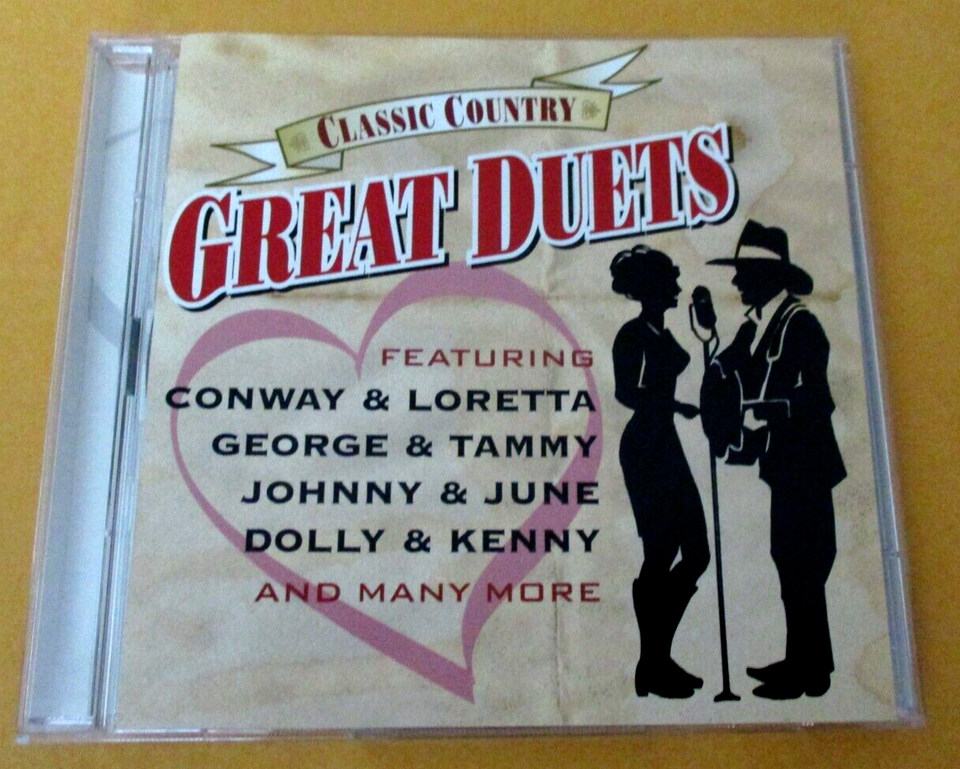 CLASSIC COUNTRY
GREAT DUETS
FEATURING
CONWAY & LORETTA
GEORGE & TAMMY
JOHNNY & JUNE
DOLLY & KENNY
AND MANY MORE